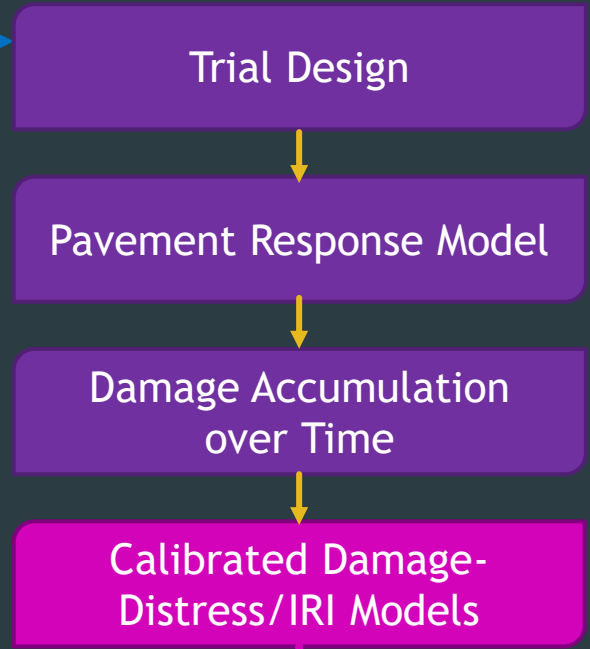 Trial Design
Pavement Response Model
Damage Accumulation
over Time
Calibrated Damage-
Distress/IRI Models